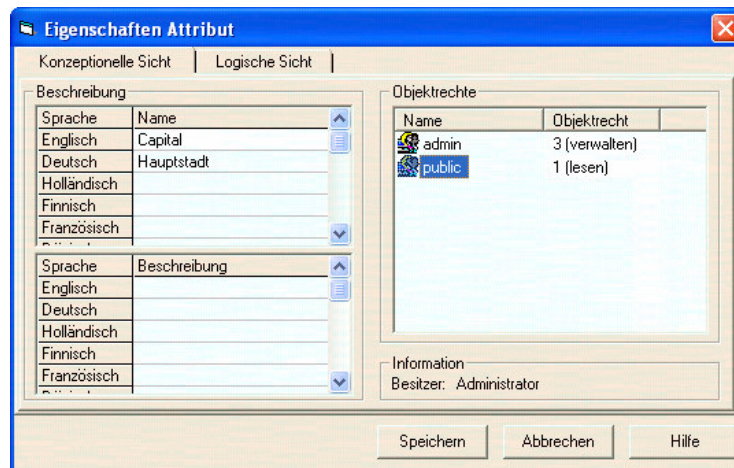 Eigenschaften Attribut
Konzeptionelle Sicht Logische Sicht
Beschreibung
Sprache Name
Englisch Capital
Deutsch Hauptstadt
Holländisch
Finnisch
Französisch
Sprache Beschreibung
Englisch
Deutsch
Holländisch
Finnisch
Französisch
Objektrechte
Name Objektrecht
admin 3 (verwalten)
public 1 (lesen)
Information
Besitzer: Administrator
Speichern Abbrechen Hilfe